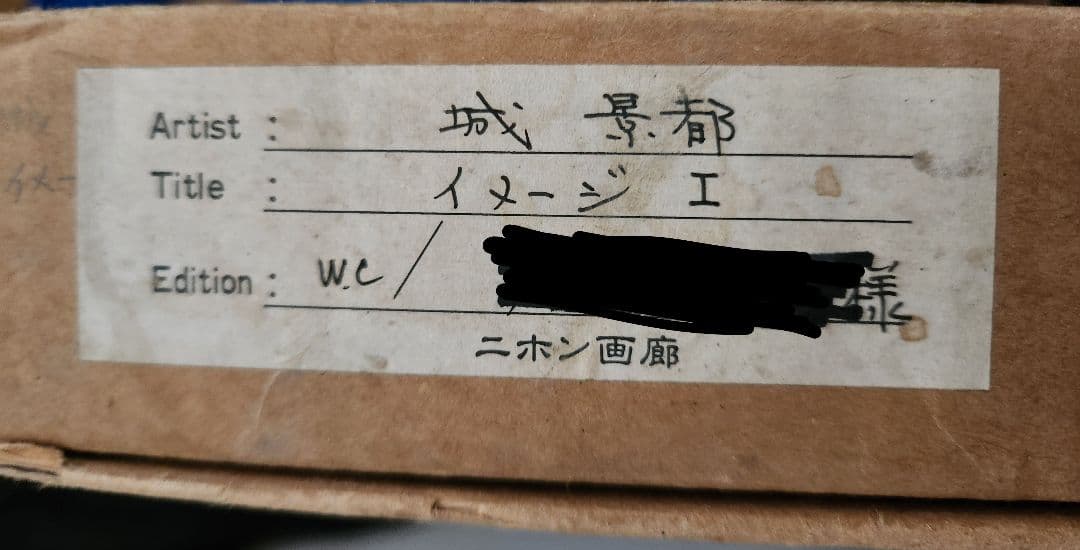 Artist : 城 景都
Title : イメージ I
Edition : W.C / 様
ニホン画廊